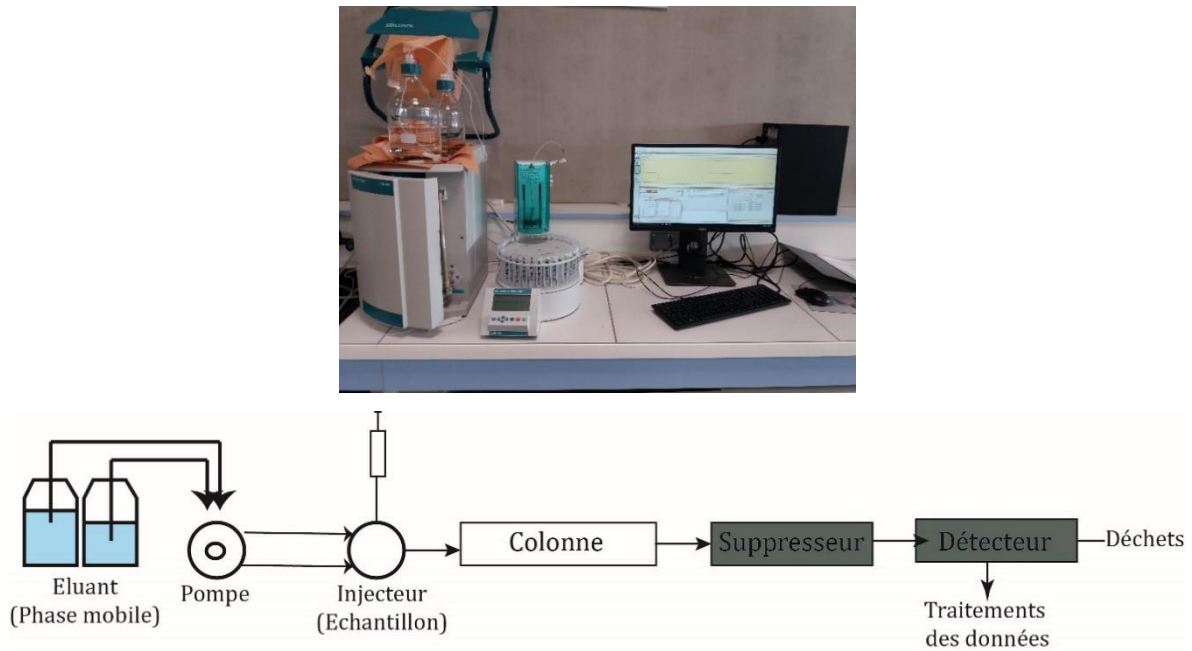 Colonne
Suppresseur
Détecteur
Déchets
Eluant
(Phase mobile)
Pompe
Injecteur
(Echantillon)
Traitements
des données